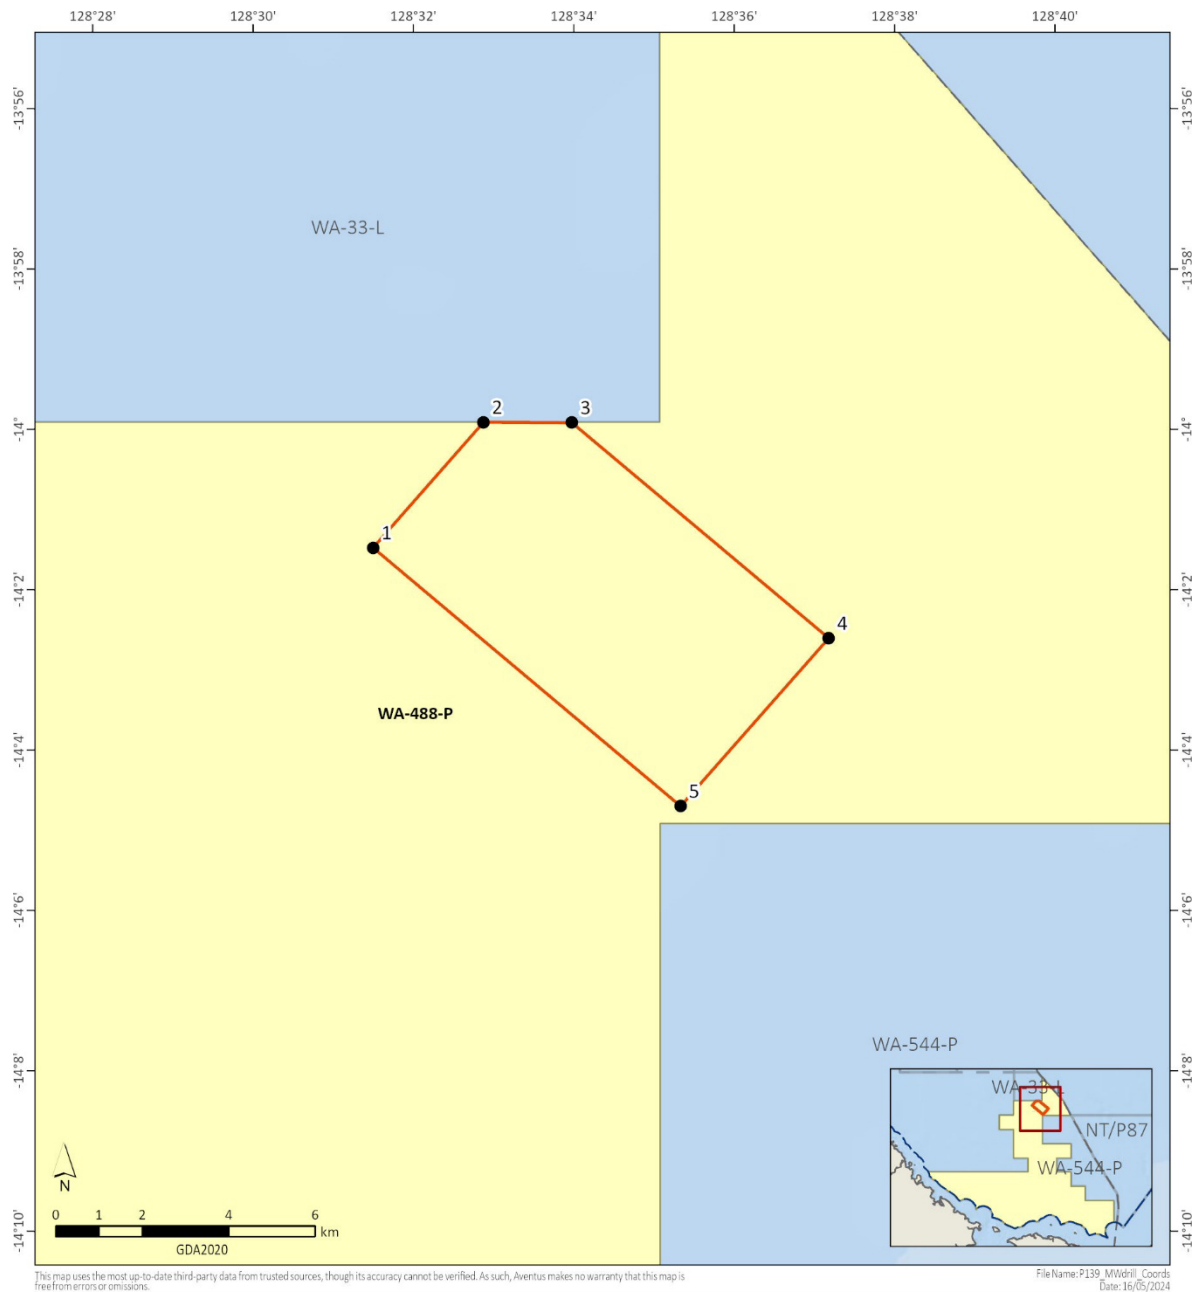 128°28' 128°30' 128°32' 128°34' 128°36' 128°38' 128°40'
-13°56' -13°56'
WA-33-L
-13°58' -13°58'
2 3
-14° -14°
1
-14°2' -14°2'
4
WA-488-P
-14°4' -14°4'
5
-14°6' -14°6'
WA-544-P
-14°8' -14°8'
WA-33-L
NT/P87
WA-544-P
N
0 1 2 4 6
km
GDA2020
-14°10' -14°10'
This map uses the most up-to-date third-party data from trusted sources, though its accuracy cannot be verified. As such, Aventus makes no warranty that this map is
free from errors or omissions.
File Name: P139_MWdrill_Coords
Date: 16/05/2024